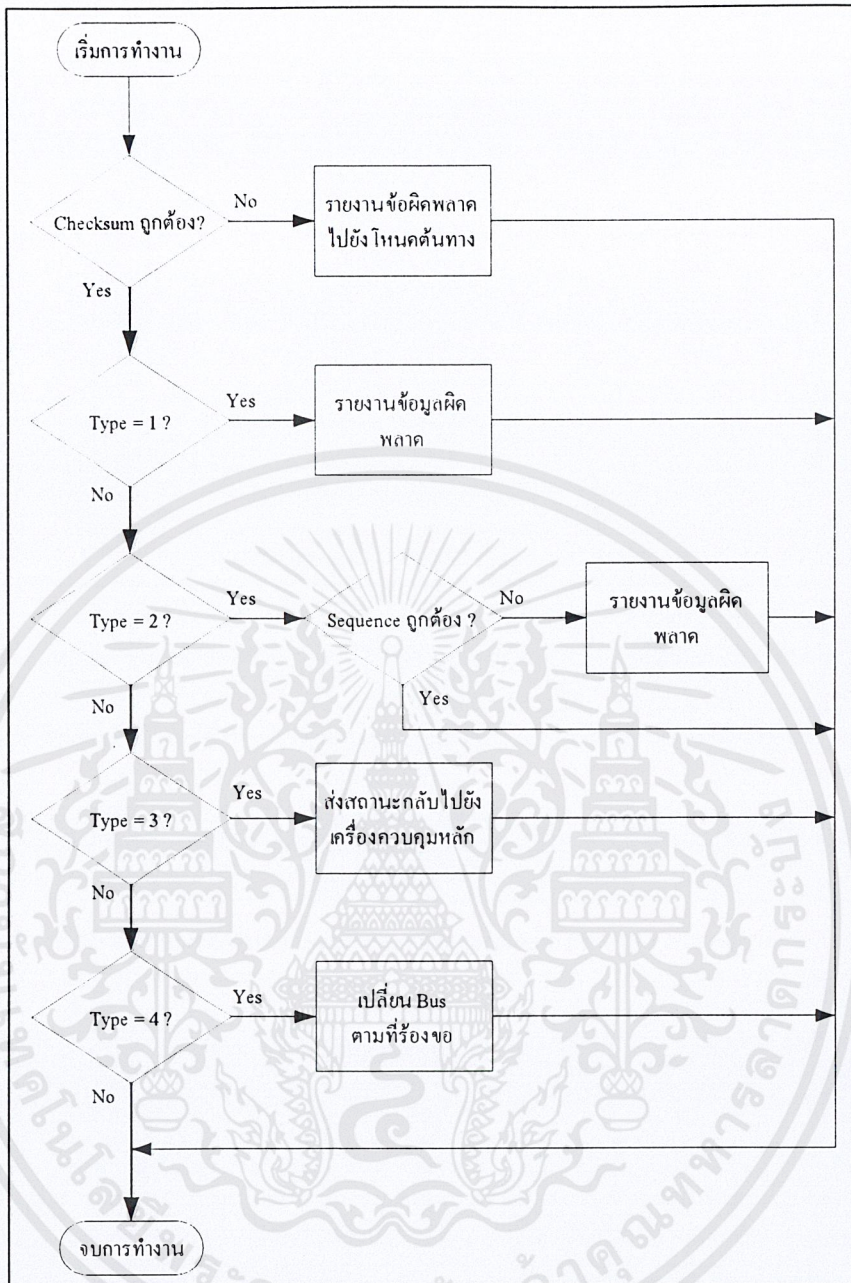 เริ่มการทำงาน
Checksum ถูกต้อง?
No
รายงานข้อผิดพลาด
ไปยังโหนดต้นทาง
Yes
Type = 1 ?
Yes
รายงานข้อมูลผิด
พลาด
No
Type = 2 ?
Yes
Sequence ถูกต้อง ?
No
รายงานข้อมูลผิด
พลาด
Yes
No
Type = 3 ?
Yes
ส่งสถานะกลับไปยัง
เครื่องควบคุมหลัก
No
Type = 4 ?
Yes
เปลี่ยน Bus
ตามที่ร้องขอ
No
จบการทำงาน